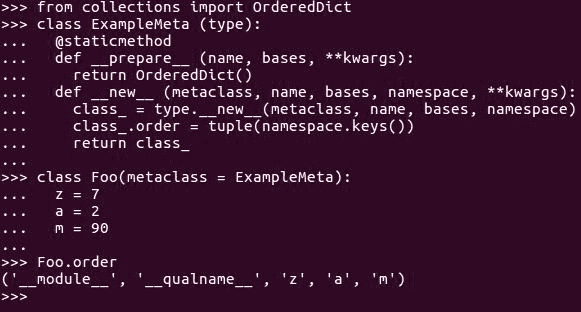 >>> from collections import OrderedDict
>>> class ExampleMeta (type):
...   @staticmethod
...   def __prepare__ (name, bases, **kwargs):
...     return OrderedDict()
...   def __new__ (metaclass, name, bases, namespace, **kwargs):
...     class_ = type.__new__(metaclass, name, bases, namespace)
...     class_.order = tuple(namespace.keys())
...     return class_
...
>>> class Foo(metaclass = ExampleMeta):
...   z = 7
...   a = 2
...   m = 90
...
>>> Foo.order
('__module__', '__qualname__', 'z', 'a', 'm')
>>>